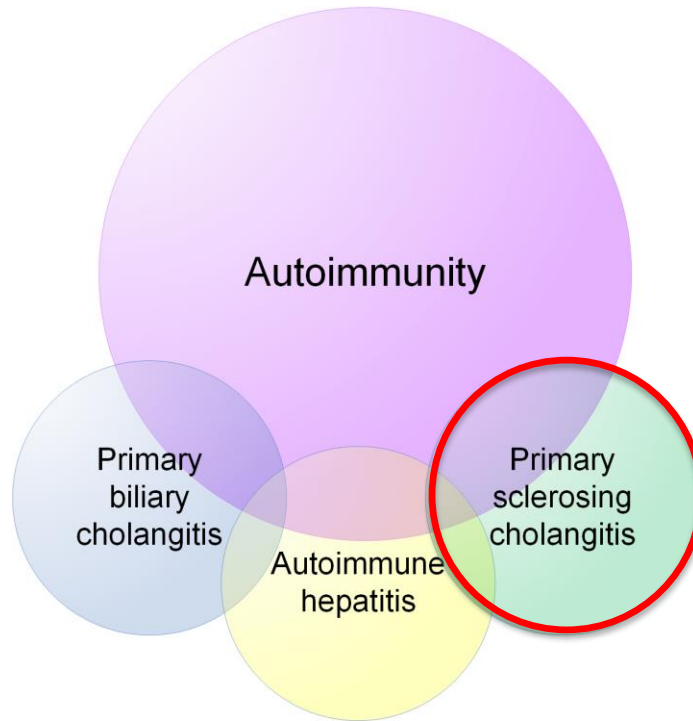 Autoimmunity
Primary
biliary
cholangitis
Autoimmune
hepatitis
Primary
sclerosing
cholangitis